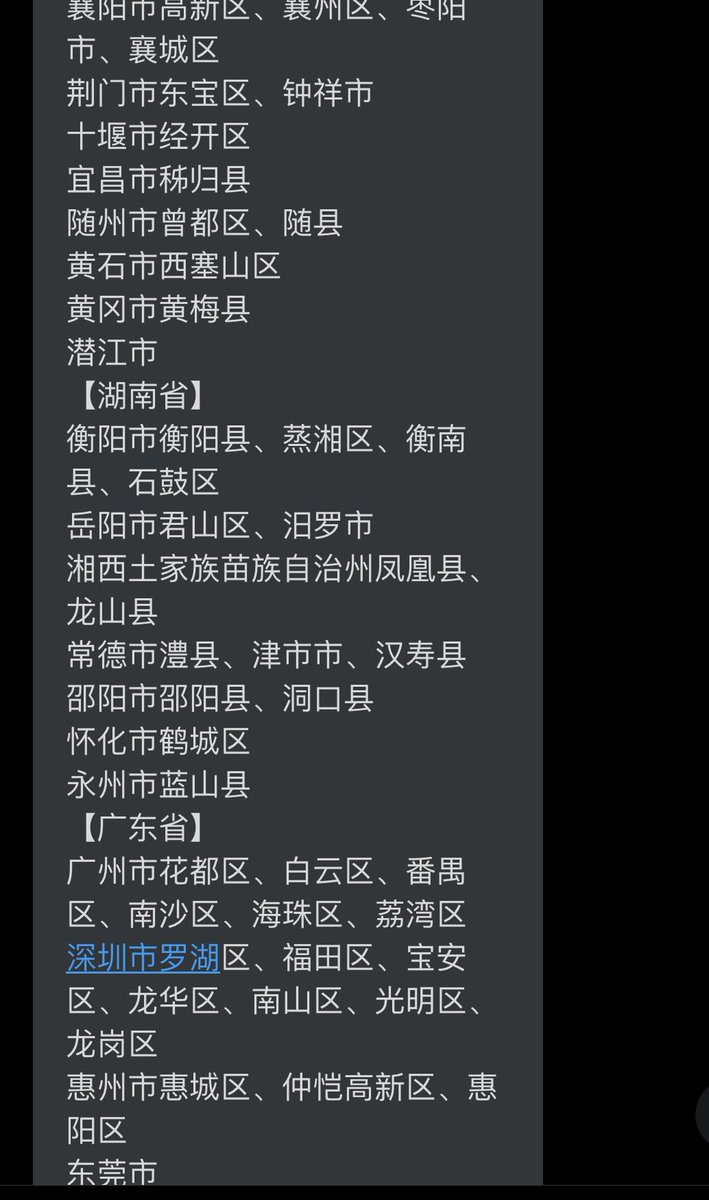 襄阳市高新区、襄州区、枣阳
市、襄城区
荆门市东宝区、钟祥市
十堰市经开区
宜昌市秭归县
随州市曾都区、随县
黄石市西塞山区
黄冈市黄梅县
潜江市
【湖南省】
衡阳市衡阳县、蒸湘区、衡南
县、石鼓区
岳阳市君山区、汨罗市
湘西土家族苗族自治州凤凰县、
龙山县
常德市澧县、津市市、汉寿县
邵阳市邵阳县、洞口县
怀化市鹤城区
永州市蓝山县
【广东省】
广州市花都区、白云区、番禺
区、南沙区、海珠区、荔湾区
深圳市罗湖区、福田区、宝安
区、龙华区、南山区、光明区、
龙岗区
惠州市惠城区、仲恺高新区、惠
阳区
东莞市